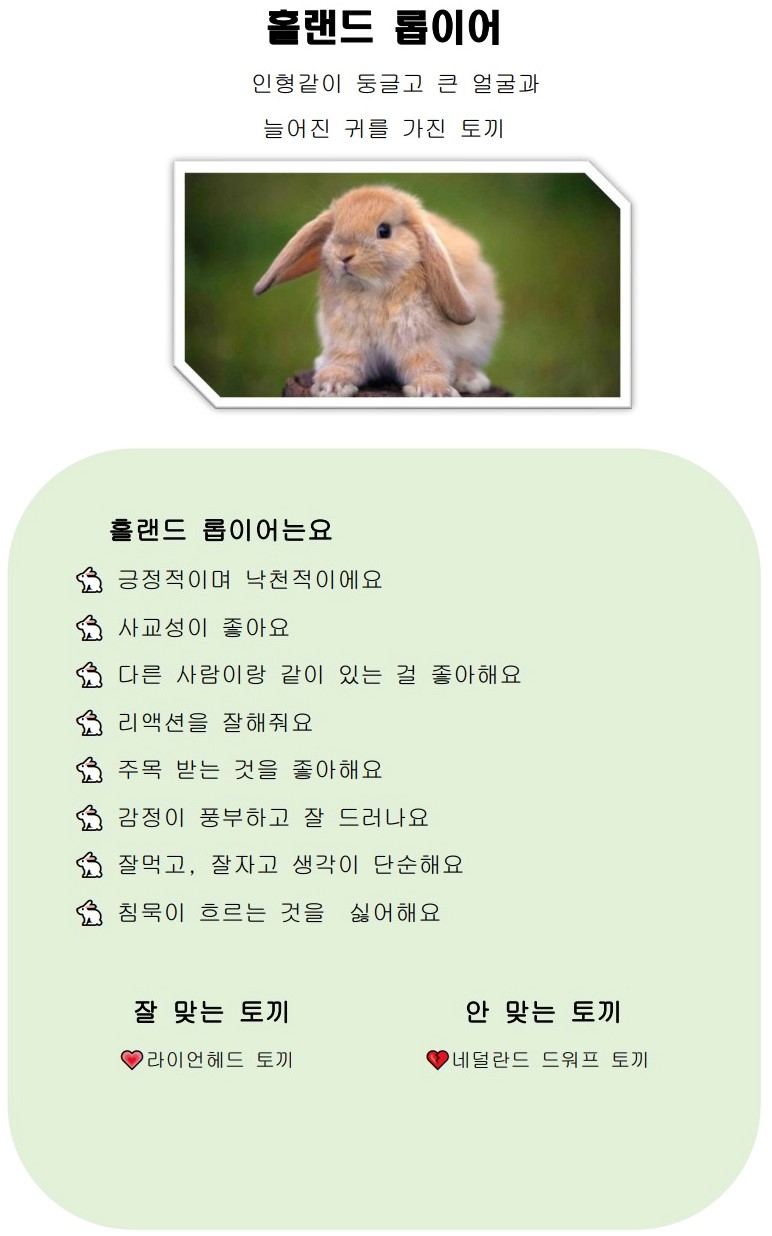 홀랜드 롭이어
인형같이 둥글고 큰 얼굴과
늘어진 귀를 가진 토끼
홀랜드 롭이어는요
긍정적이며 낙천적이에요
사교성이 좋아요
다른 사람이랑 같이 있는 걸 좋아해요
리액션을 잘해줘요
주목 받는 것을 좋아해요
감정이 풍부하고 잘 드러나요
잘먹고, 잘자고 생각이 단순해요
침묵이 흐르는 것을 싫어해요
잘 맞는 토끼
안 맞는 토끼
라이언헤드 토끼
네덜란드 드워프 토끼